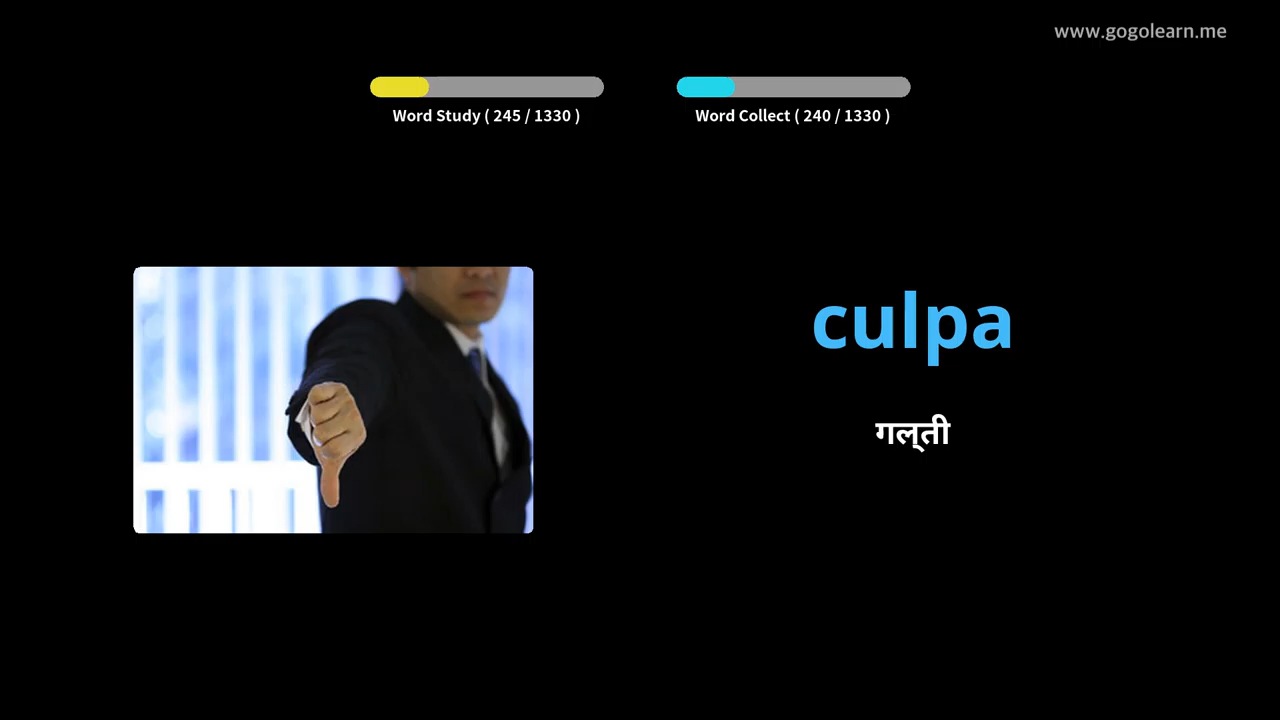 www.gogolearn.me
Word Study ( 245 / 1330 )
Word Collect ( 240 / 1330 )
culpa
गल्‌ती